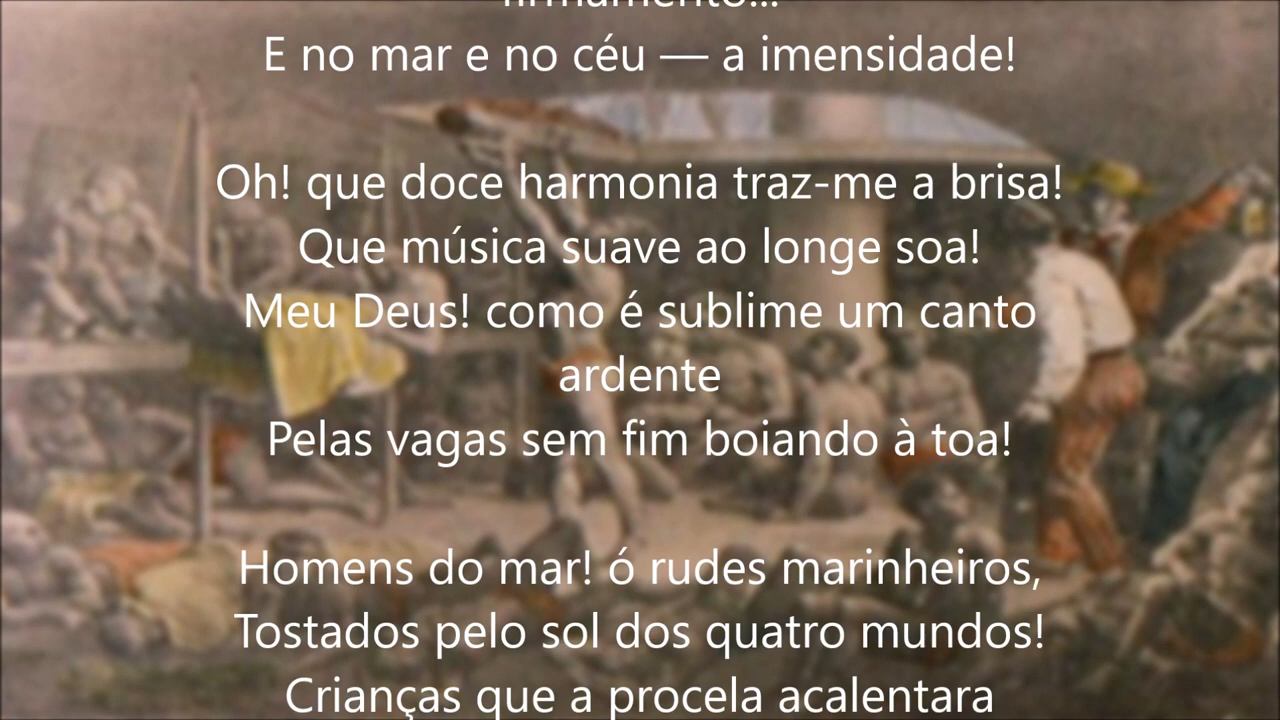 firmamento...
E no mar e no céu — a imensidade!
Oh! que doce harmonia traz-me a brisa!
Que música suave ao longe soa!
Meu Deus! como é sublime um canto
ardente
Pelas vagas sem fim boiando à toa!
Homens do mar! ó rudes marinheiros,
Tostados pelo sol dos quatro mundos!
Crianças que a procela acalentara